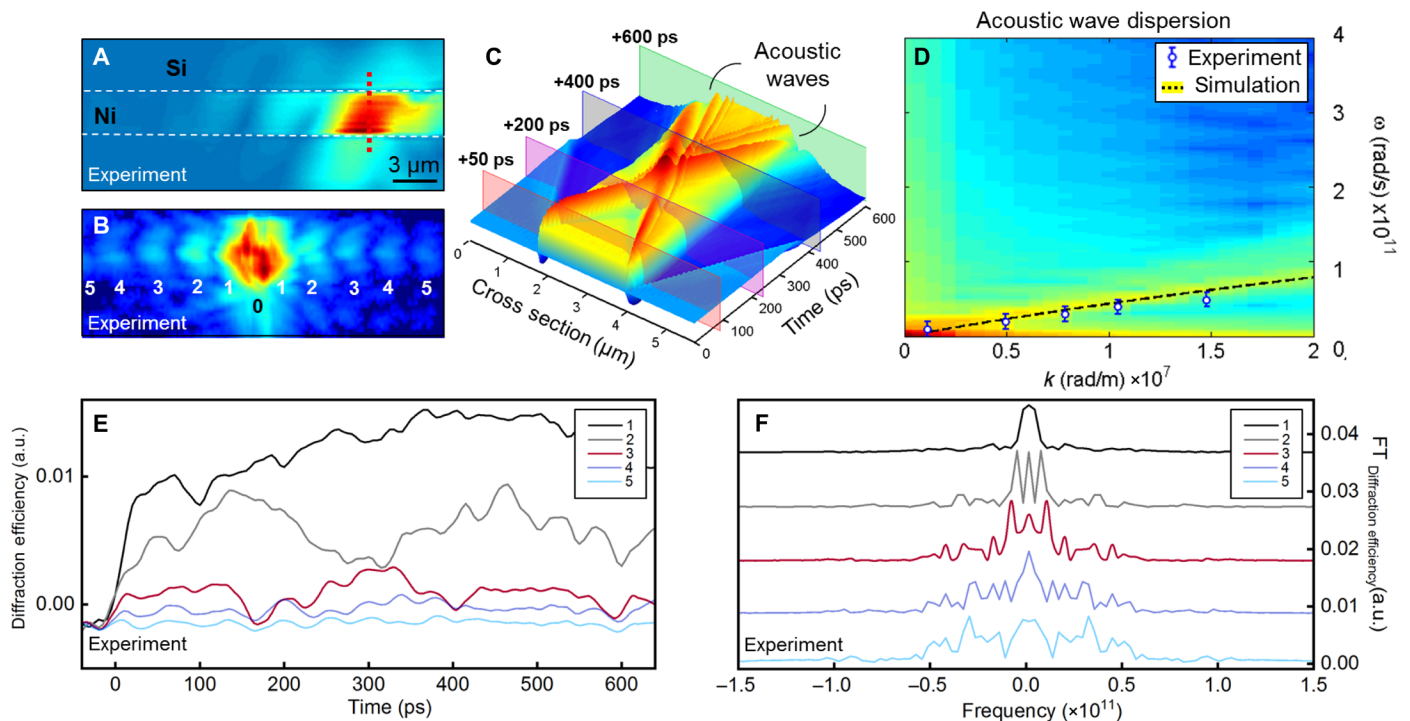 A
Si
Ni
3 μm
Experiment
B
5 4 3 2 1 1 2 3 4 5
0
Experiment
C
+600 ps
+400 ps
+200 ps
+50 ps
Acoustic
waves
0 1 2 3 4 5
Cross section (μm)
0 100 200 300 400 500 600
Time (ps)
Acoustic wave dispersion
D
Experiment
Simulation
4
3
2
1
0
ω (rad/s) x10¹¹
0 0.5 1 1.5 2
k (rad/m) ×10⁷
E
1
2
3
4
5
0.01
0.00
Diffraction efficiency (a.u.)
Experiment
0 100 200 300 400 500 600
Time (ps)
F
1
2
3
4
5
0.04
0.03
0.02
0.01
0.00
FT Diffraction efficiency (a.u.)
Experiment
−1.5 −1.0 −0.5 0.0 0.5 1.0 1.5
Frequency (×10¹¹)